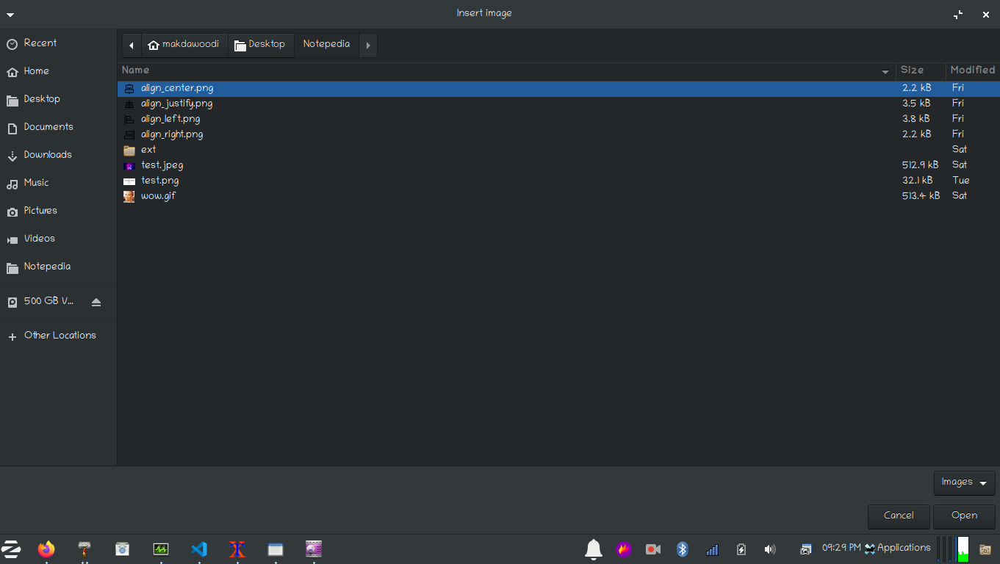 Insert image
Recent
Home
Desktop
Documents
Downloads
Music
Pictures
Videos
Notepedia
500 GB V...
Other Locations
makdawoodi Desktop Notepedia
Name Size Modified
align_center.png 2.2 kB Fri
align_justify.png 3.5 kB Fri
align_left.png 3.8 kB Fri
align_right.png 2.2 kB Fri
ext Sat
test.jpeg 512.9 kB Sat
test.png 32.1 kB Tue
wow.gif 513.4 kB Sat
Images
Cancel Open
09:29 PM Applications